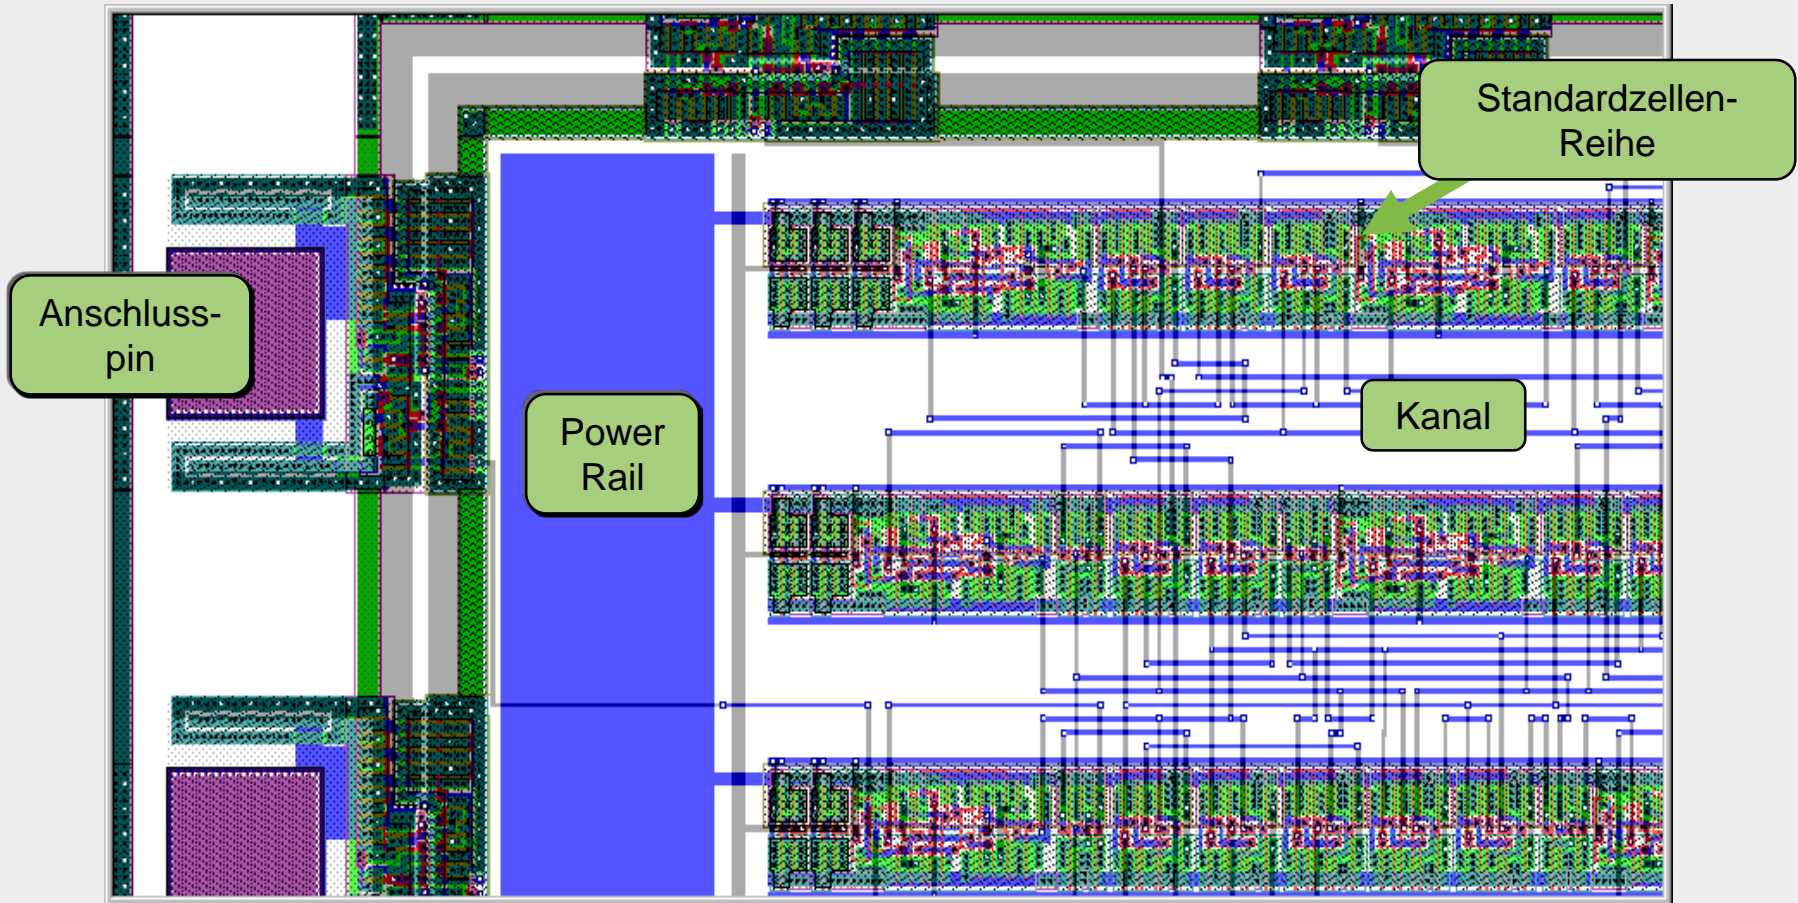 Standardzellen-
Reihe
Anschluss-
pin
Power
Rail
Kanal